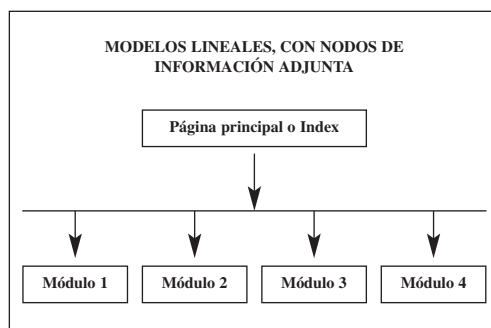 MODELOS LINEALES, CON NODOS DE
INFORMACIÓN ADJUNTA
Página principal o Index
Módulo 1
Módulo 2
Módulo 3
Módulo 4